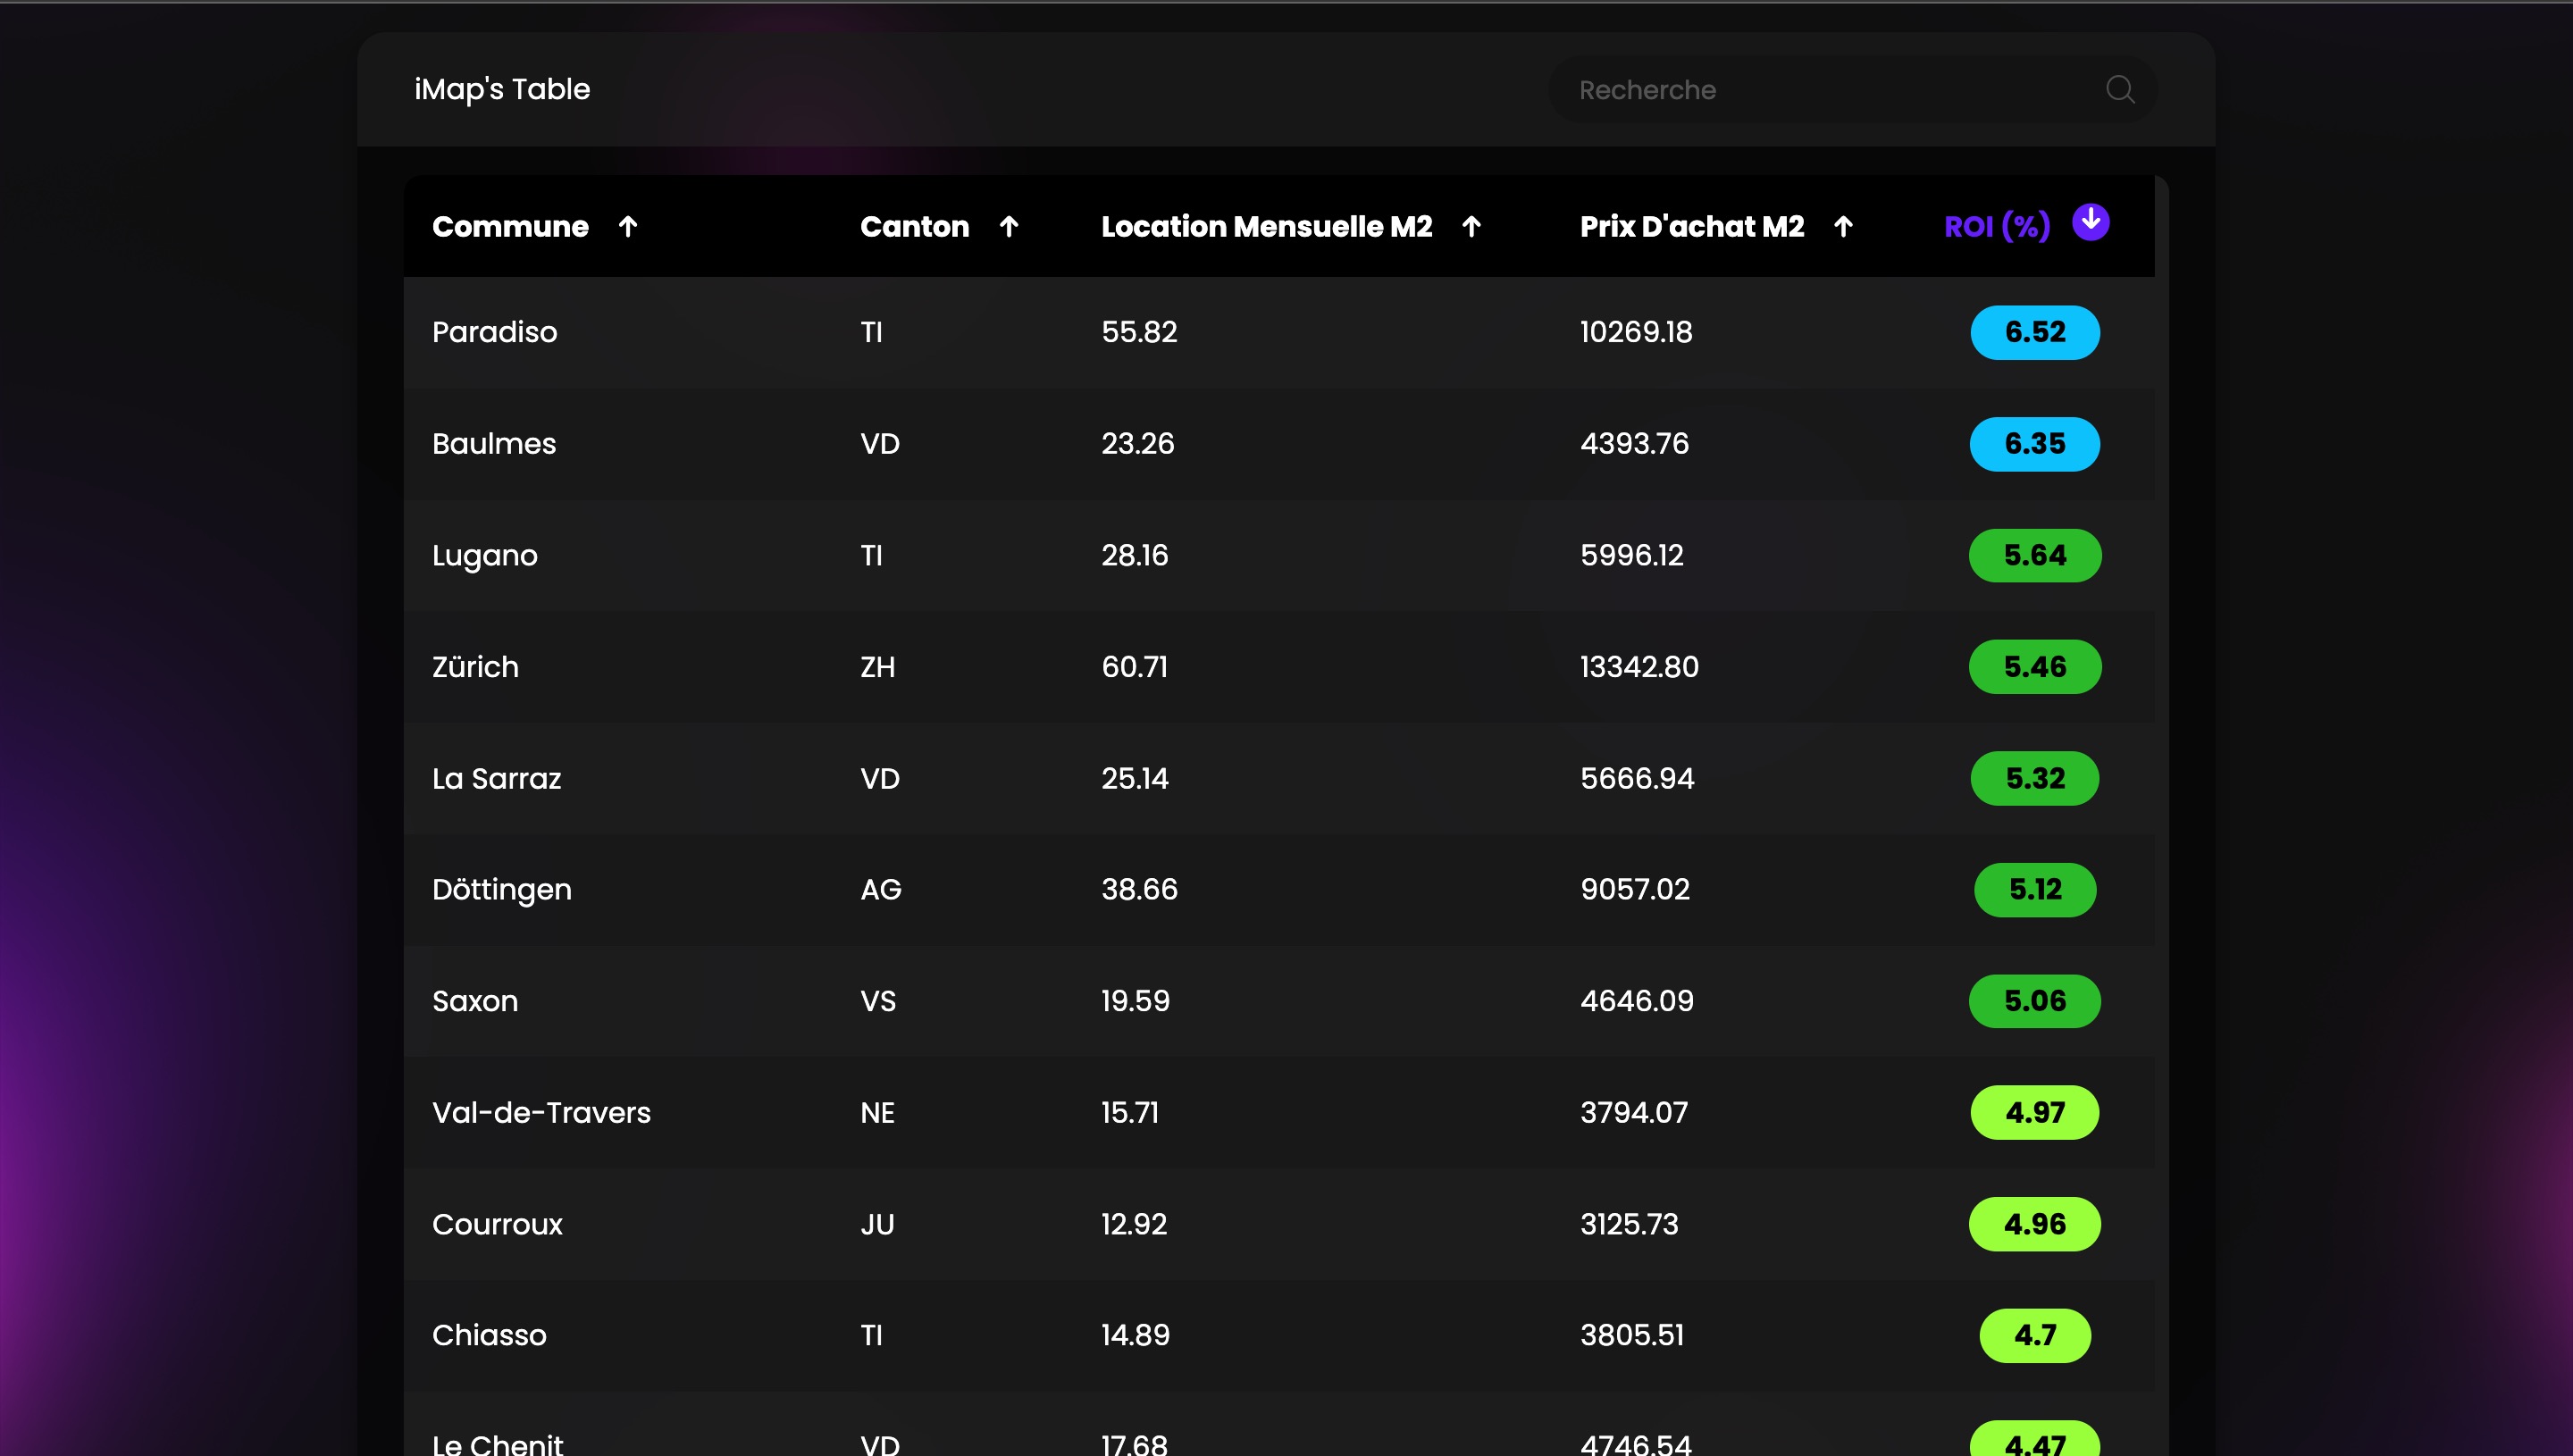 iMap's Table
Recherche
Commune Canton Location Mensuelle M2 Prix D'achat M2 ROI (%)
Paradiso TI 55.82 10269.18 6.52
Baulmes VD 23.26 4393.76 6.35
Lugano TI 28.16 5996.12 5.64
Zürich ZH 60.71 13342.80 5.46
La Sarraz VD 25.14 5666.94 5.32
Döttingen AG 38.66 9057.02 5.12
Saxon VS 19.59 4646.09 5.06
Val-de-Travers NE 15.71 3794.07 4.97
Courroux JU 12.92 3125.73 4.96
Chiasso TI 14.89 3805.51 4.7
Le Chenit VD 17.68 4746.54 4.47